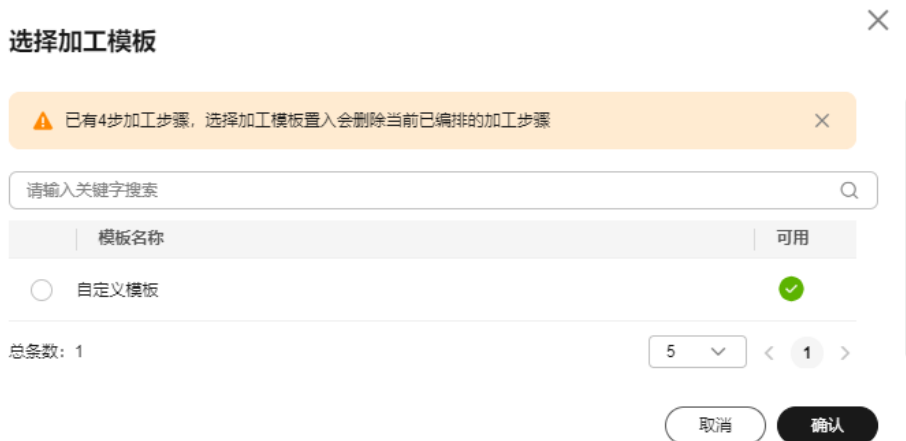 选择加工模板
已有4步加工步骤，选择加工模板置入会删除当前已编排的加工步骤
请输入关键字搜索
模板名称 可用
自定义模板
总条数：1 5 1
取消 确认